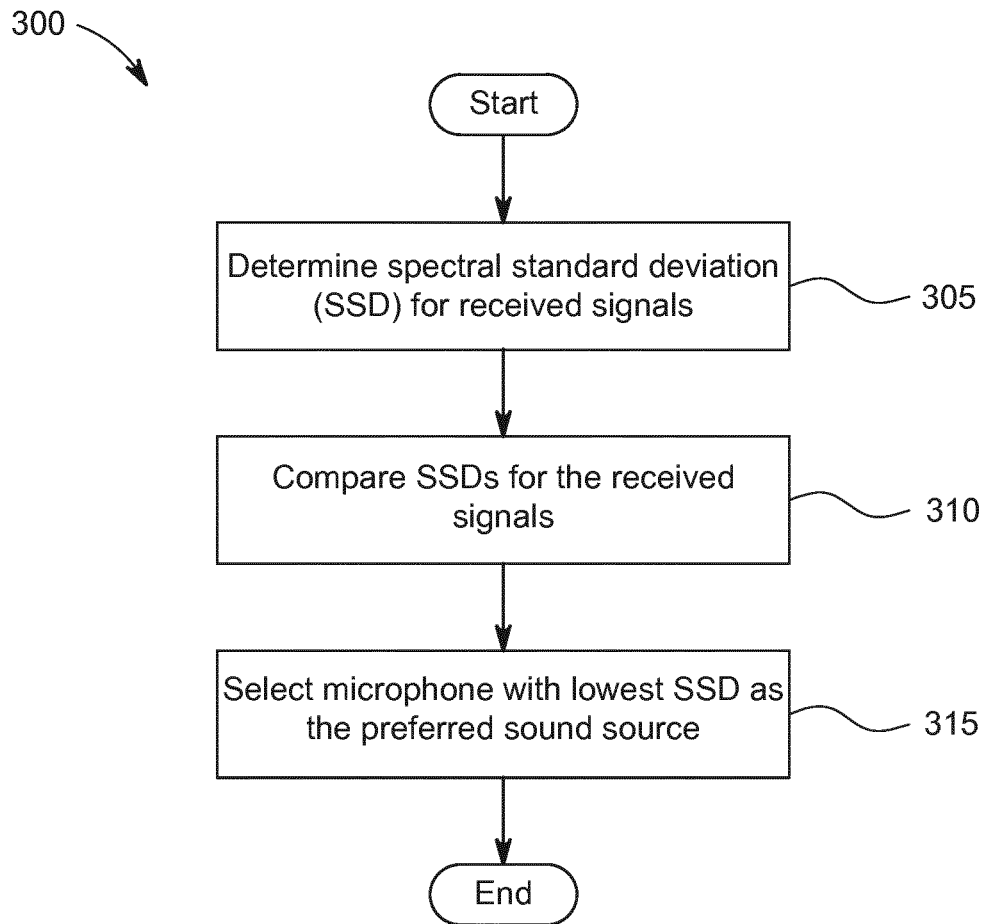 300
Start
Determine spectral standard deviation
(SSD) for received signals
305
Compare SSDs for the received
signals
310
Select microphone with lowest SSD as
the preferred sound source
315
End